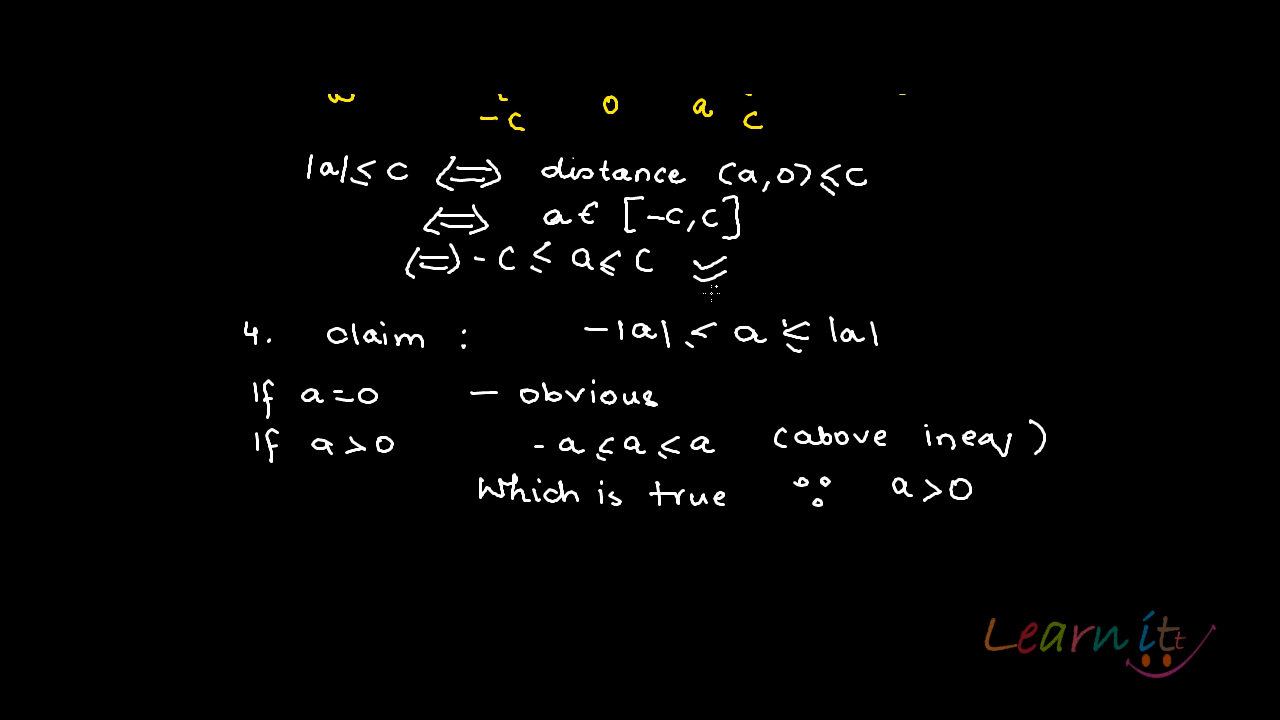 -c 0 a c
|a| ≤ c ⟺ distance (a,0) ≤ c
⟺ a ∈ [-c,c]
⟺ -c ≤ a ≤ c
4. claim : -|a| ≤ a ≤ |a|
If a=0 - obvious
If a>0 -a ≤ a ≤ a (above ineq)
Which is true ∵ a>0
Learnitt